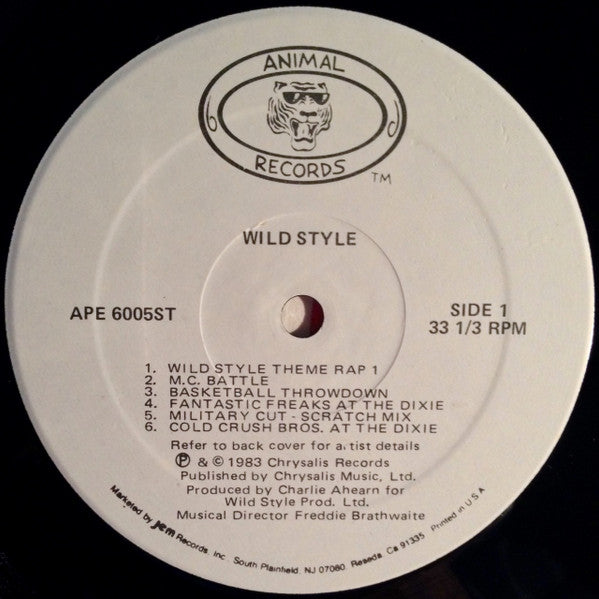 ANIMAL
RECORDS
TM
WILD STYLE
APE 6005ST
SIDE 1
33 1/3 RPM
1. WILD STYLE THEME RAP 1
2. M.C. BATTLE
3. BASKETBALL THROWDOWN
4. FANTASTIC FREAKS AT THE DIXIE
5. MILITARY CUT - SCRATCH MIX
6. COLD CRUSH BROS. AT THE DIXIE
Refer to back cover for a.tist details
Ⓟ & © 1983 Chrysalis Records
Published by Chrysalis Music, Ltd.
Produced by Charlie Ahearn for
Wild Style Prod. Ltd.
Musical Director Freddie Brathwaite
Marketed by jem Records, Inc. South Plainfield, NJ 07080, Reseda, Ca 91335 Printed in U.S.A